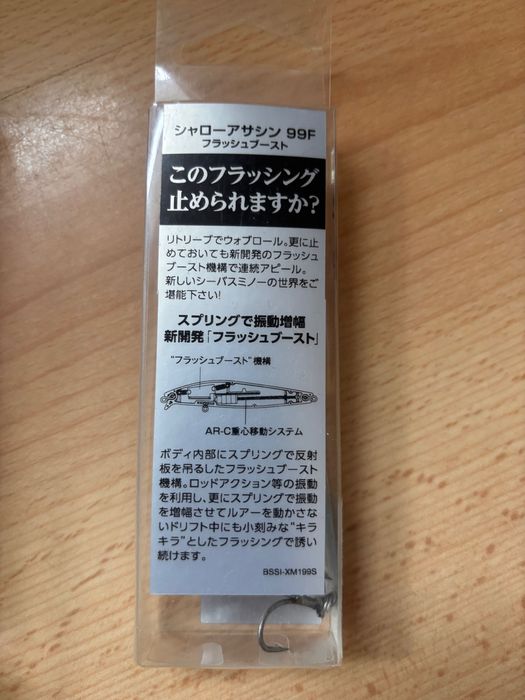 シャローアサシン 99F
フラッシュブースト
このフラッシング
止められますか?
リトリーブでウォブロール。更に止
めておいても新開発のフラッシュ
ブースト機構で連続アピール。
新しいシーバスミノーの世界をご
堪能下さい!
スプリングで振動増幅
新開発「フラッシュブースト」
"フラッシュブースト"機構
AR-C重心移動システム
ボディ内部にスプリングで反射
板を吊るしたフラッシュブースト
機構。ロッドアクション等の振動
を利用し、更にスプリングで振動
を増幅させてルアーを動かさな
いドリフト中にも小刻みな"キラ
キラ"としたフラッシングで誘い
続けます。
BSSI-XM199S